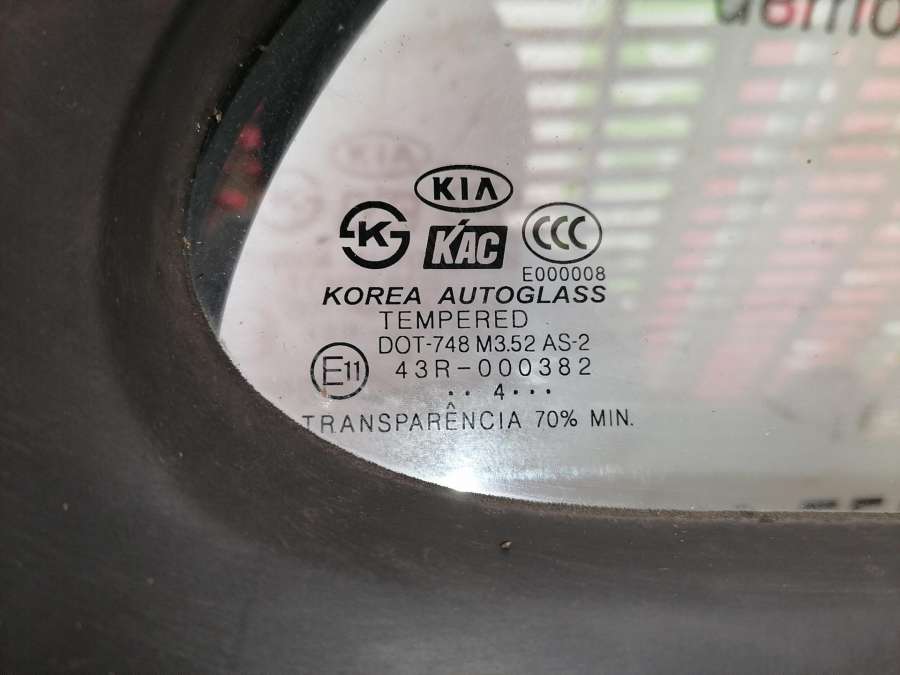 KIA
K
KAC
CCC
E000008
KOREA AUTOGLASS
TEMPERED
DOT-748 M3.52 AS-2
E11
43R-000382
.. 4...
TRANSPARÊNCIA 70% MIN.